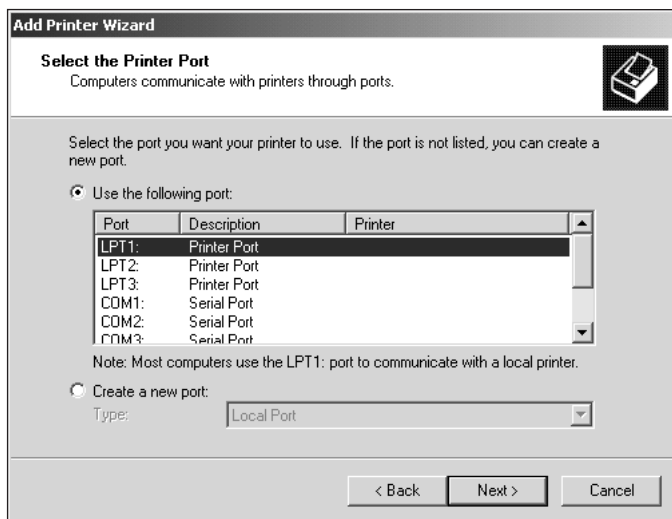 Add Printer Wizard
Select the Printer Port
Computers communicate with printers through ports.
Select the port you want your printer to use. If the port is not listed, you can create a
new port.
Use the following port:
Port Description Printer
LPT1: Printer Port
LPT2: Printer Port
LPT3: Printer Port
COM1: Serial Port
COM2: Serial Port
COM3: Serial Port
Note: Most computers use the LPT1: port to communicate with a local printer.
Create a new port:
Type: Local Port
< Back Next > Cancel